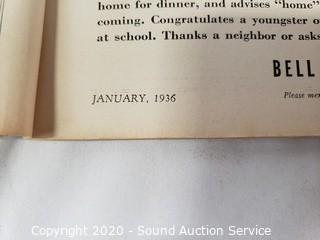 home for dinner, and advises "home"
coming. Congratulates a youngster o
at school. Thanks a neighbor or asks
BELL
JANUARY, 1936
Please men
Copyright 2020 - Sound Auction Service